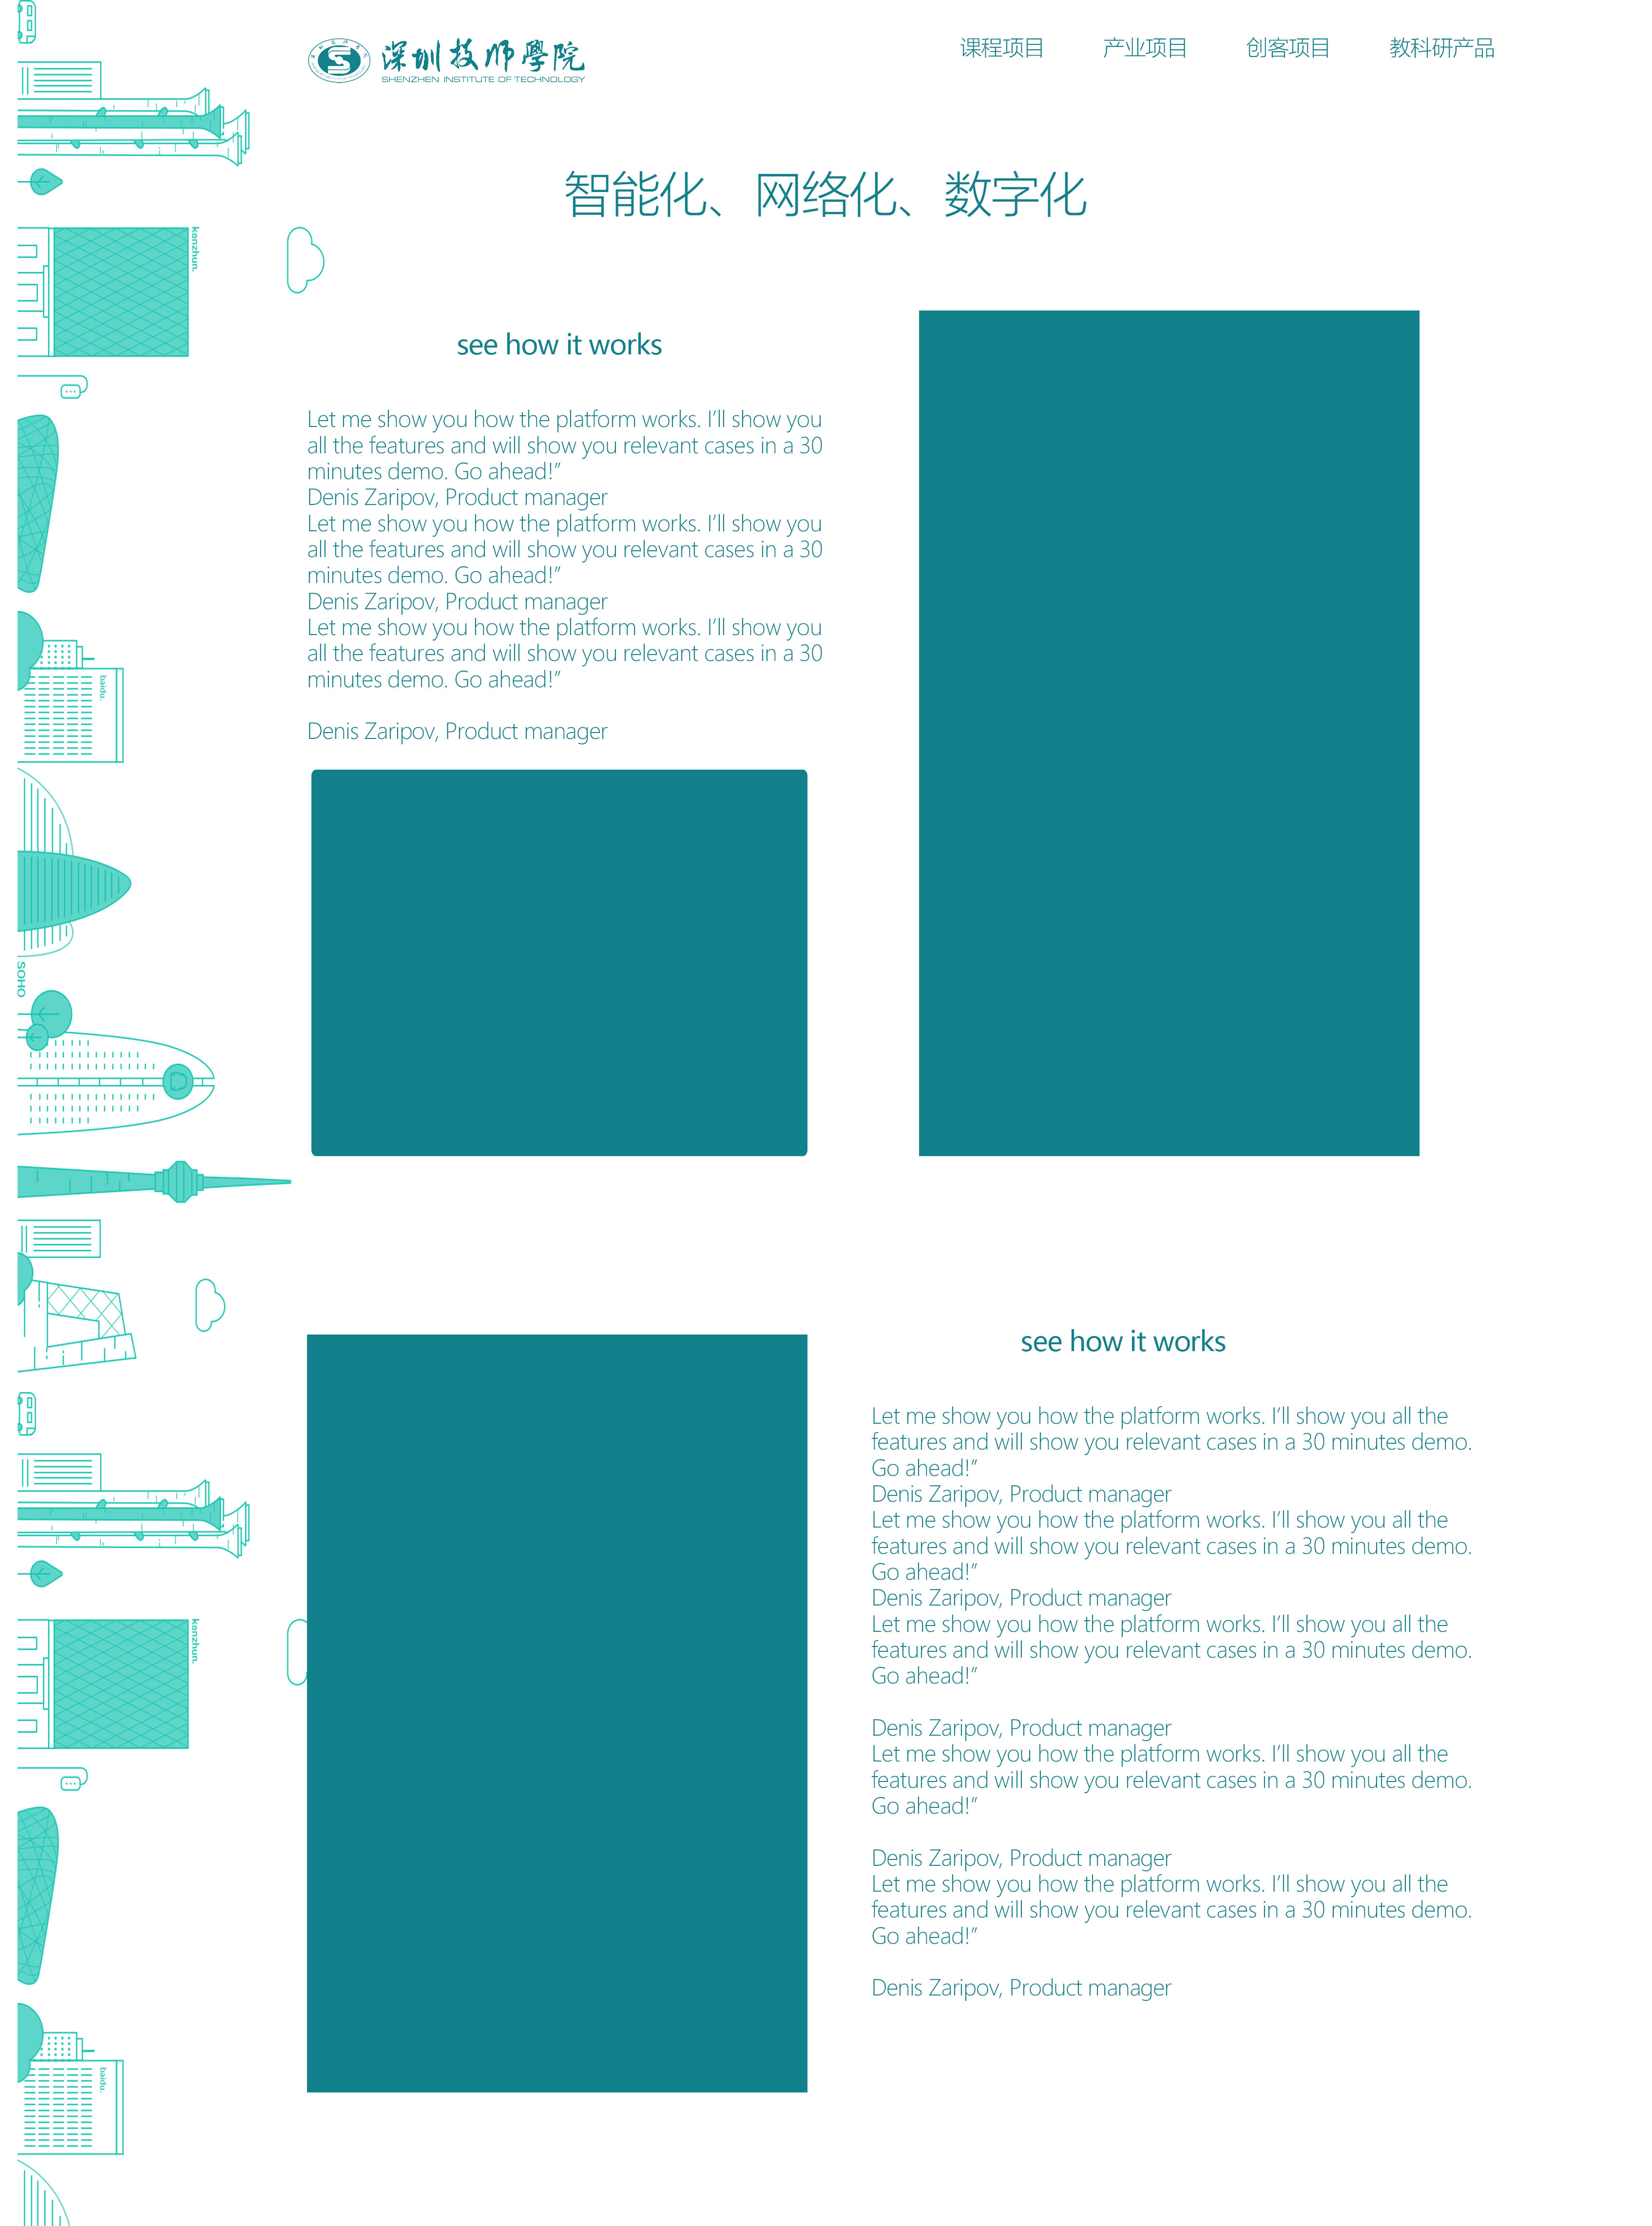 深圳技师學院
SHENZHEN INSTITUTE OF TECHNOLOGY
课程项目
产业项目
创客项目
教科研产品
智能化、网络化、数字化
kanzhun.
see how it works
Let me show you how the platform works. I’ll show you
all the features and will show you relevant cases in a 30
minutes demo. Go ahead!”
Denis Zaripov, Product manager
Let me show you how the platform works. I’ll show you
all the features and will show you relevant cases in a 30
minutes demo. Go ahead!”
Denis Zaripov, Product manager
Let me show you how the platform works. I’ll show you
all the features and will show you relevant cases in a 30
minutes demo. Go ahead!”
Denis Zaripov, Product manager
baidu.
SOHO
see how it works
Let me show you how the platform works. I’ll show you all the
features and will show you relevant cases in a 30 minutes demo.
Go ahead!”
Denis Zaripov, Product manager
Let me show you how the platform works. I’ll show you all the
features and will show you relevant cases in a 30 minutes demo.
Go ahead!”
Denis Zaripov, Product manager
Let me show you how the platform works. I’ll show you all the
features and will show you relevant cases in a 30 minutes demo.
Go ahead!”
Denis Zaripov, Product manager
Let me show you how the platform works. I’ll show you all the
features and will show you relevant cases in a 30 minutes demo.
Go ahead!”
Denis Zaripov, Product manager
Let me show you how the platform works. I’ll show you all the
features and will show you relevant cases in a 30 minutes demo.
Go ahead!”
Denis Zaripov, Product manager
kanzhun.
baidu.